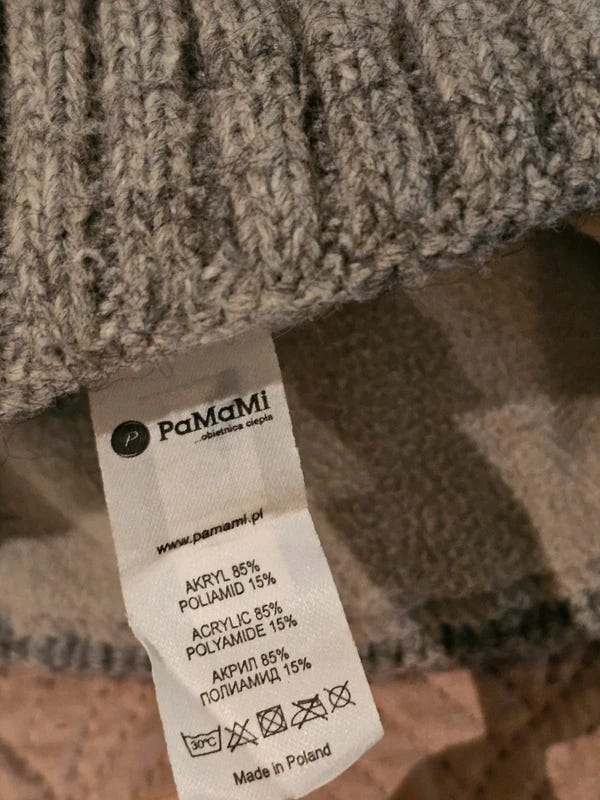 P PaMaMi
...obietnica ciepła
www.pamami.pl
AKRYL 85%
POLIAMID 15%
ACRYLIC 85%
POLYAMIDE 15%
АКРИЛ 85%
ПОЛИАМИД 15%
30°C
Made in Poland